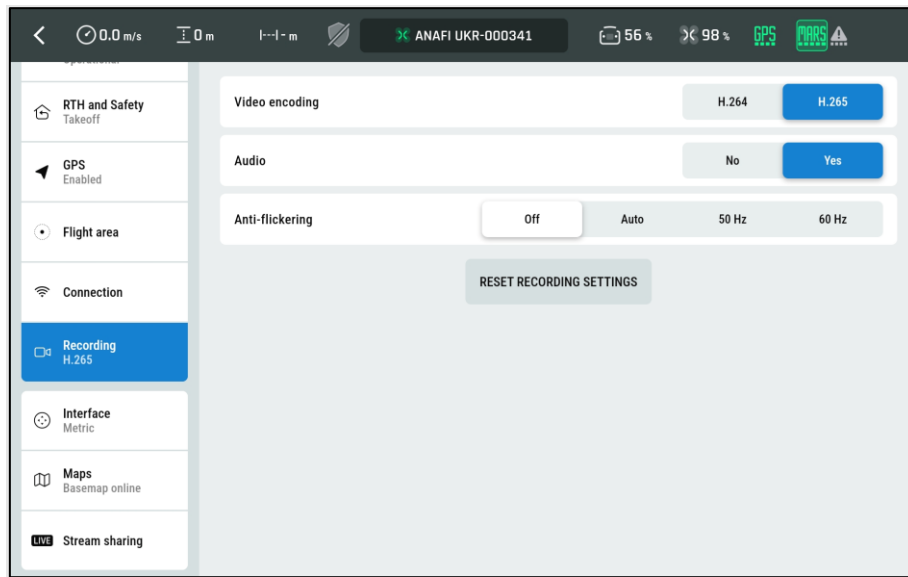 0.0 m/s 0 m - m ANAFI UKR-000341 56 % 98 % GPS MARS
RTH and Safety
Takeoff
GPS
Enabled
Flight area
Connection
Recording
H.265
Interface
Metric
Maps
Basemap online
LIVE Stream sharing
Video encoding H.264 H.265
Audio No Yes
Anti-flickering Off Auto 50 Hz 60 Hz
RESET RECORDING SETTINGS